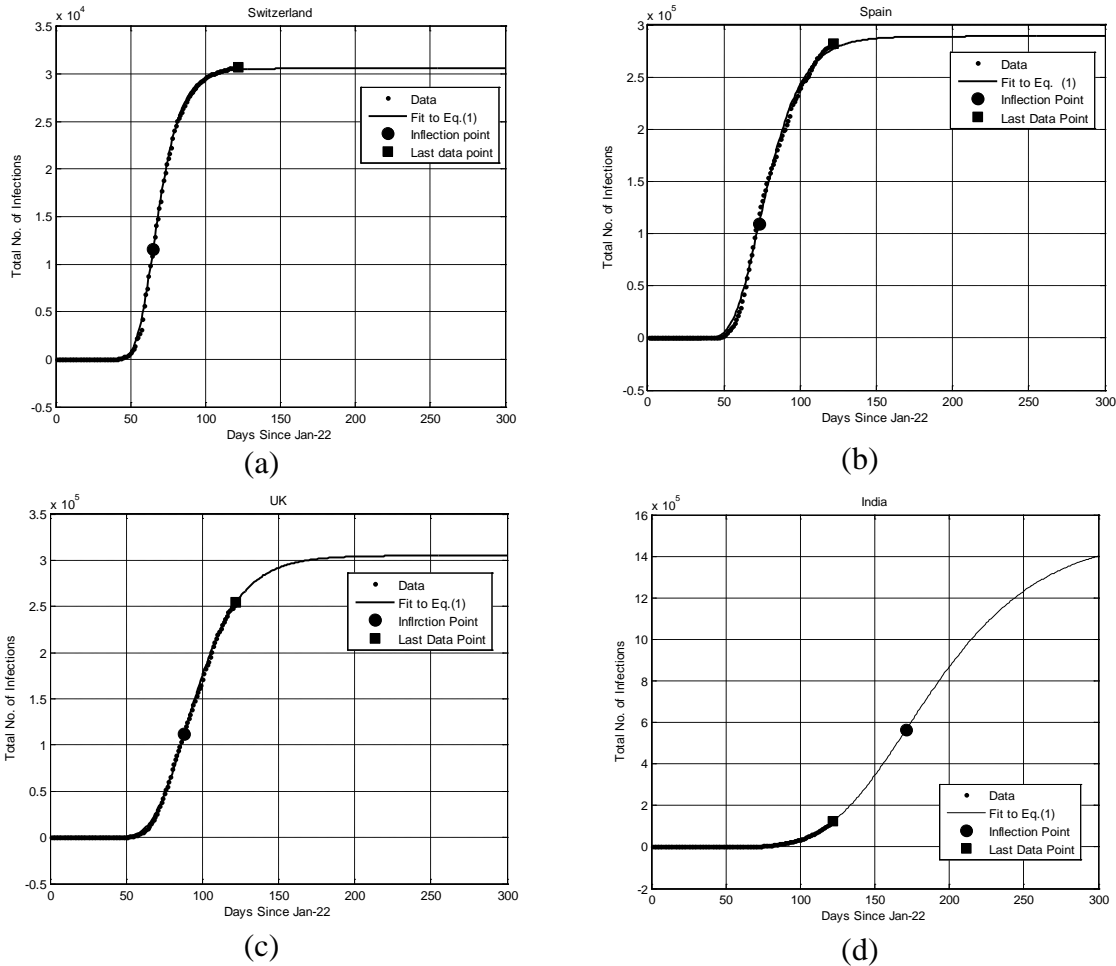 Switzerland
x 10^4
3.5
3
2.5
2
1.5
1
0.5
0
-0.5
Total No. of Infections
Data
Fit to Eq.(1)
Inflection point
Last data point
0 50 100 150 200 250 300
Days Since Jan-22
(a)
Spain
x 10^5
3
2.5
2
1.5
1
0.5
0
-0.5
Total No. of Infections
Data
Fit to Eq. (1)
Inflection Point
Last Data Point
0 50 100 150 200 250 300
Days Since Jan-22
(b)
UK
x 10^5
3.5
3
2.5
2
1.5
1
0.5
0
-0.5
Total No. of Infections
Data
Fit to Eq.(1)
Inflrction Point
Last Data Point
0 50 100 150 200 250 300
Days Since Jan-22
(c)
India
x 10^5
16
14
12
10
8
6
4
2
0
-2
Total No. of Infections
Data
Fit to Eq.(1)
Inflection Point
Last Data Point
0 50 100 150 200 250 300
Days Since Jan-22
(d)